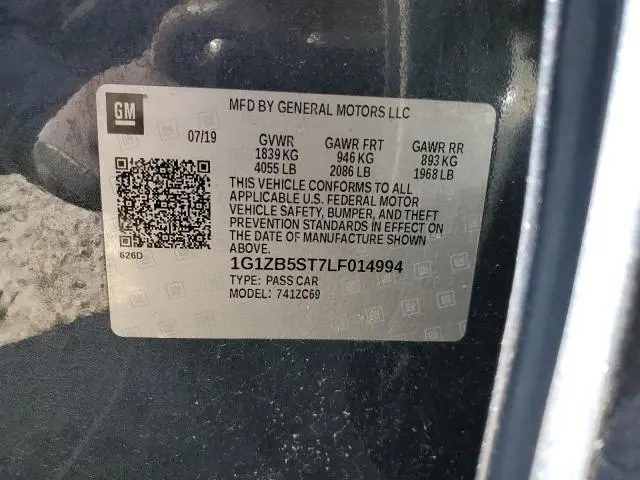 GM
MFD BY GENERAL MOTORS LLC
07/19 GVWR GAWR FRT GAWR RR
1839 KG 946 KG 893 KG
4055 LB 2086 LB 1968 LB
THIS VEHICLE CONFORMS TO ALL
APPLICABLE U.S. FEDERAL MOTOR
VEHICLE SAFETY, BUMPER, AND THEFT
PREVENTION STANDARDS IN EFFECT ON
THE DATE OF MANUFACTURE SHOWN
ABOVE.
626D
1G1ZB5ST7LF014994
TYPE: PASS CAR
MODEL: 741ZC69